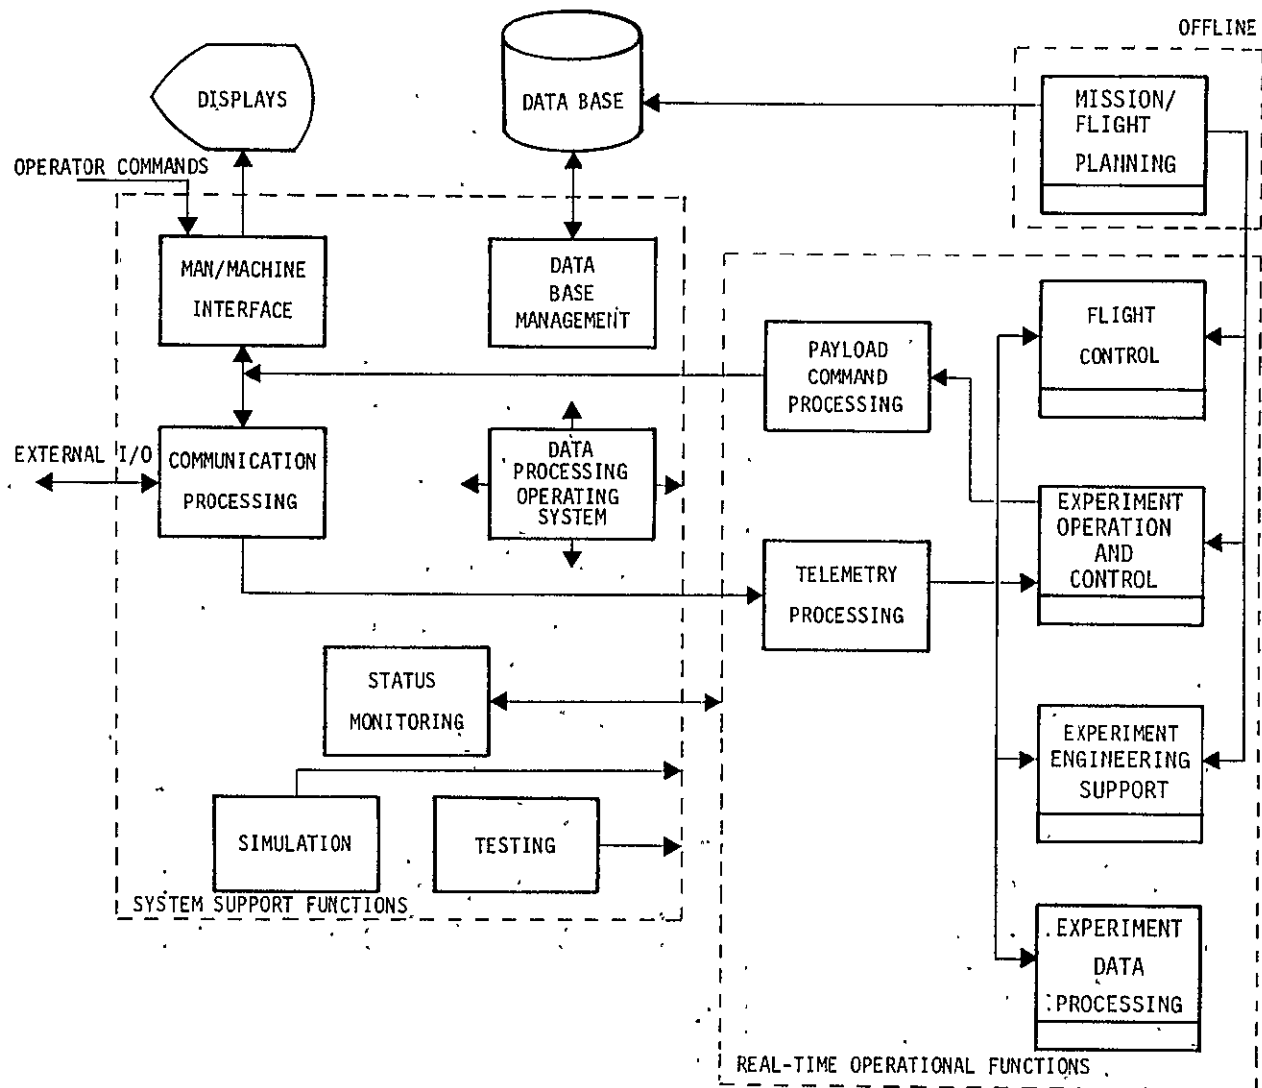 OFFLINE
DISPLAYS
DATA BASE
MISSION/
FLIGHT
PLANNING
OPERATOR COMMANDS
MAN/MACHINE
INTERFACE
DATA
BASE
MANAGEMENT
FLIGHT
CONTROL
PAYLOAD
COMMAND
PROCESSING
EXTERNAL I/O
COMMUNICATION
PROCESSING
DATA
PROCESSING
OPERATING
SYSTEM
EXPERIMENT
OPERATION
AND
CONTROL
TELEMETRY
PROCESSING
STATUS
MONITORING
EXPERIMENT
ENGINEERING
SUPPORT
SIMULATION
TESTING
SYSTEM SUPPORT FUNCTIONS
EXPERIMENT
DATA
PROCESSING
REAL-TIME OPERATIONAL FUNCTIONS